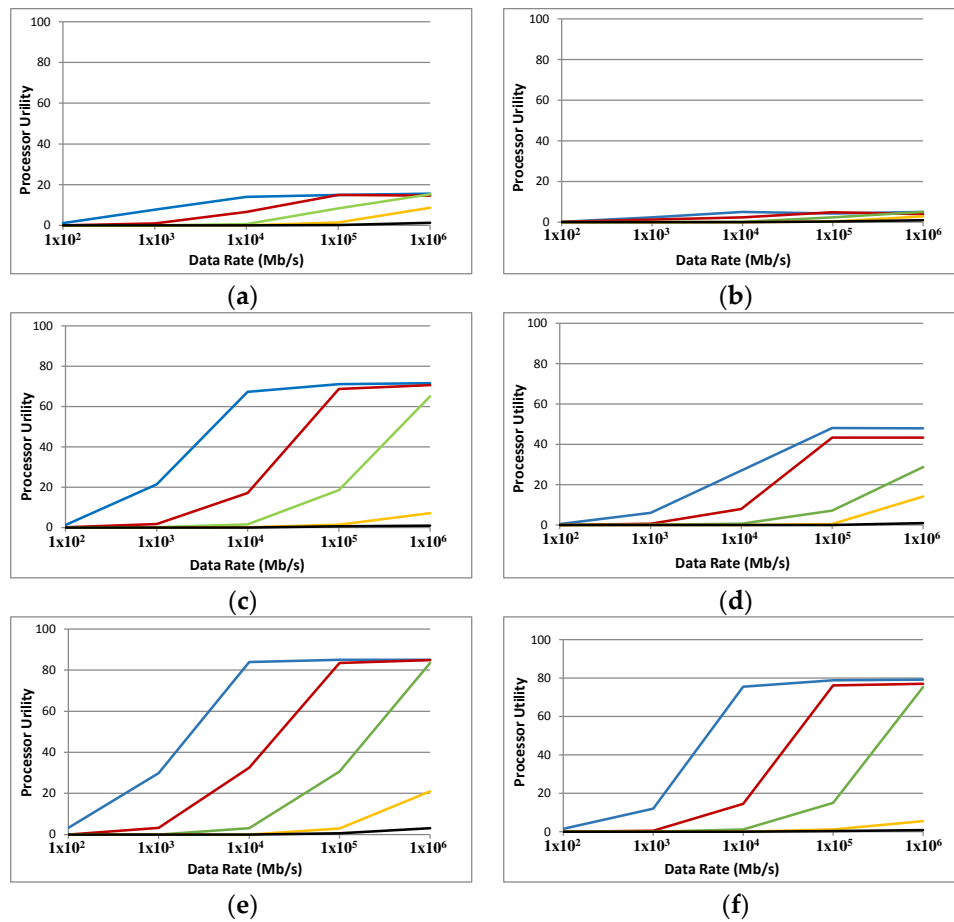 100
80
60
40
20
0
Processor Urility
1x10²
1x10³
1x10⁴
1x10⁵
1x10⁶
Data Rate (Mb/s)
(a)
100
80
60
40
20
0
Processor Urility
1x10²
1x10³
1x10⁴
1x10⁵
1x10⁶
Data Rate (Mb/s)
(b)
100
80
60
40
20
0
Processor Urility
1x10²
1x10³
1x10⁴
1x10⁵
1x10⁶
Data Rate (Mb/s)
(c)
100
80
60
40
20
0
Processor Utility
1x10²
1x10³
1x10⁴
1x10⁵
1x10⁶
Data Rate (Mb/s)
(d)
100
80
60
40
20
0
Processor Urility
1x10²
1x10³
1x10⁴
1x10⁵
1x10⁶
Data Rate (Mb/s)
(e)
100
80
60
40
20
0
Processor Utility
1x10²
1x10³
1x10⁴
1x10⁵
1x10⁶
Data Rate (Mb/s)
(f)